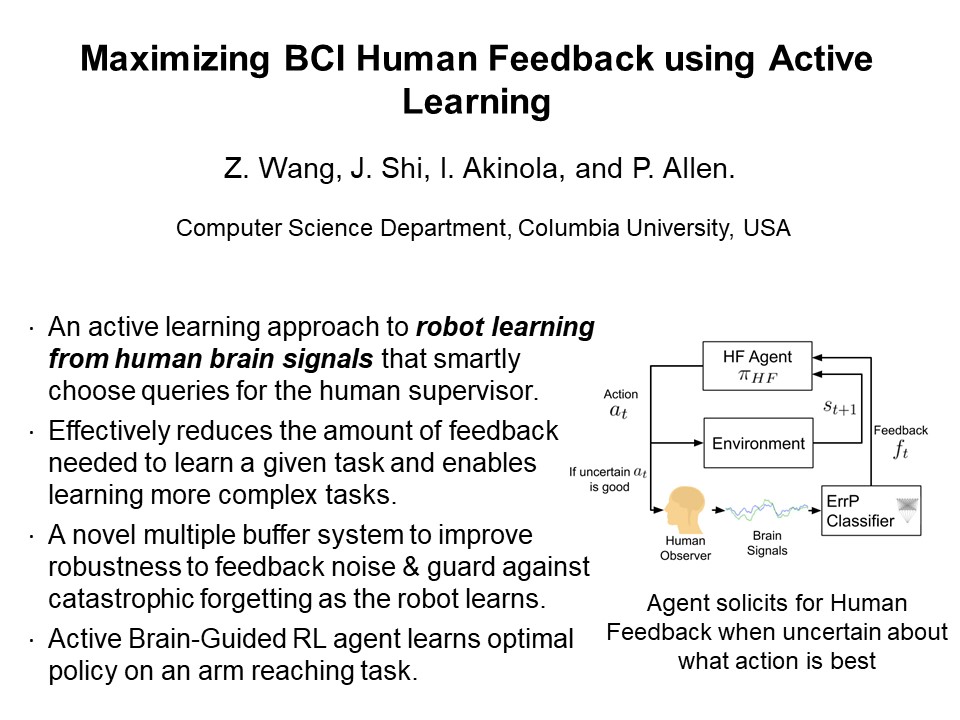 Maximizing BCI Human Feedback using Active
Learning
Z. Wang, J. Shi, I. Akinola, and P. Allen.
Computer Science Department, Columbia University, USA
· An active learning approach to robot learning
from human brain signals that smartly
choose queries for the human supervisor.
· Effectively reduces the amount of feedback
needed to learn a given task and enables
learning more complex tasks.
· A novel multiple buffer system to improve
robustness to feedback noise & guard against
catastrophic forgetting as the robot learns.
· Active Brain-Guided RL agent learns optimal
policy on an arm reaching task.
HF Agent
π_HF
Action
a_t
s_{t+1}
Environment
Feedback
f_t
If uncertain a_t
is good
ErrP
Classifier
Human
Observer
Brain
Signals
Agent solicits for Human
Feedback when uncertain about
what action is best